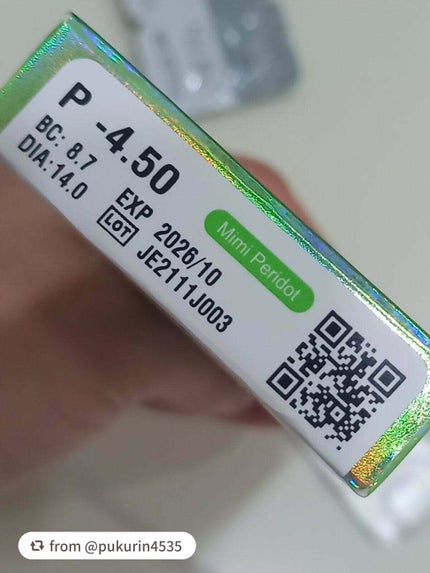 P -4.50
BC: 8.7
DIA:14.0
EXP 2026/10
LOT JE2111J003
Mimi Peridot
from @pukurin4535